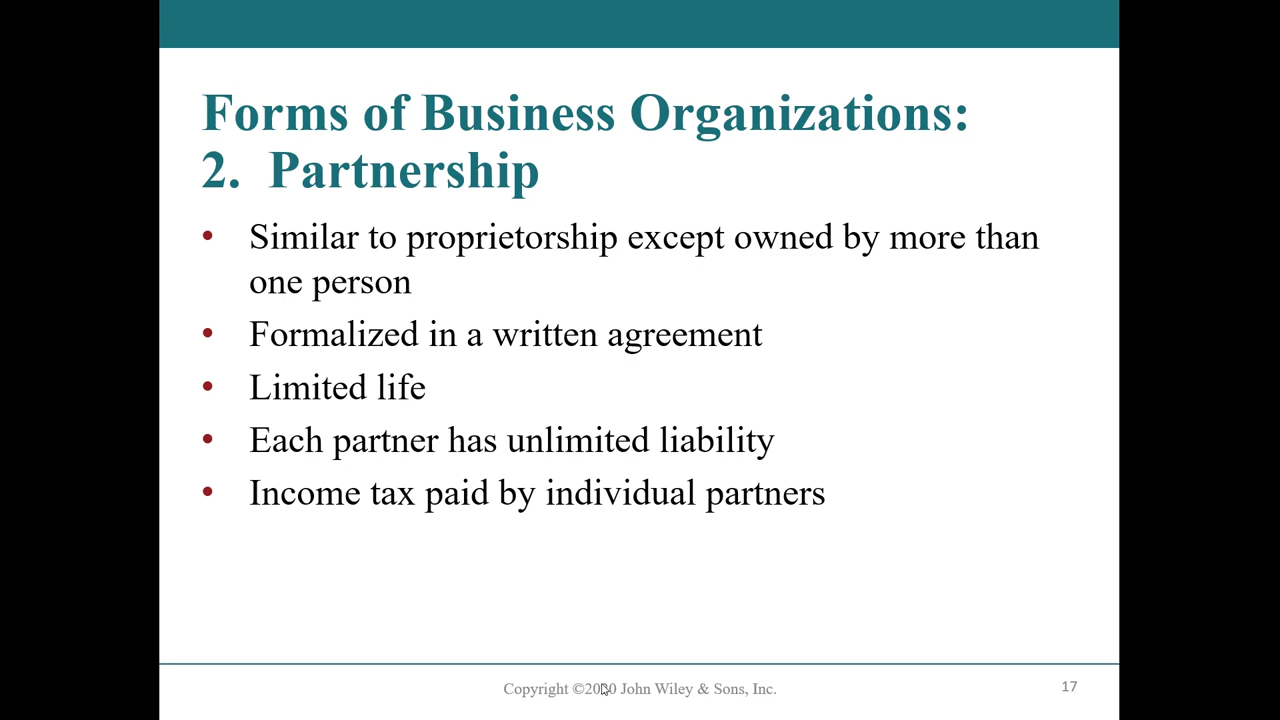 Forms of Business Organizations:
2. Partnership
• Similar to proprietorship except owned by more than
one person
• Formalized in a written agreement
• Limited life
• Each partner has unlimited liability
• Income tax paid by individual partners
Copyright ©2020 John Wiley & Sons, Inc.
17